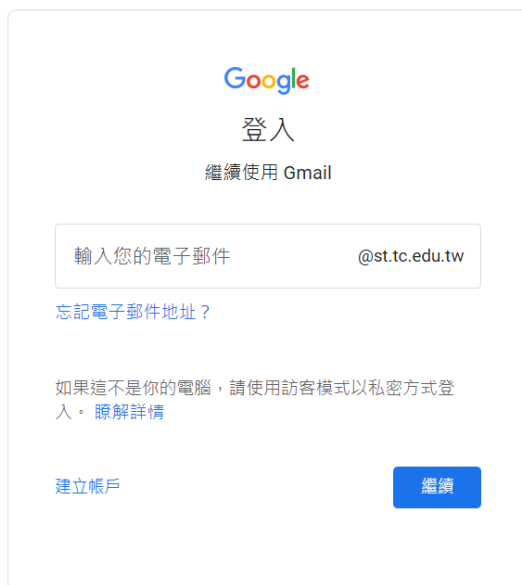 Google
登入
繼續使用 Gmail
輸入您的電子郵件 @st.tc.edu.tw
忘記電子郵件地址？
如果這不是你的電腦，請使用訪客模式以私密方式登
入。瞭解詳情
建立帳戶 繼續